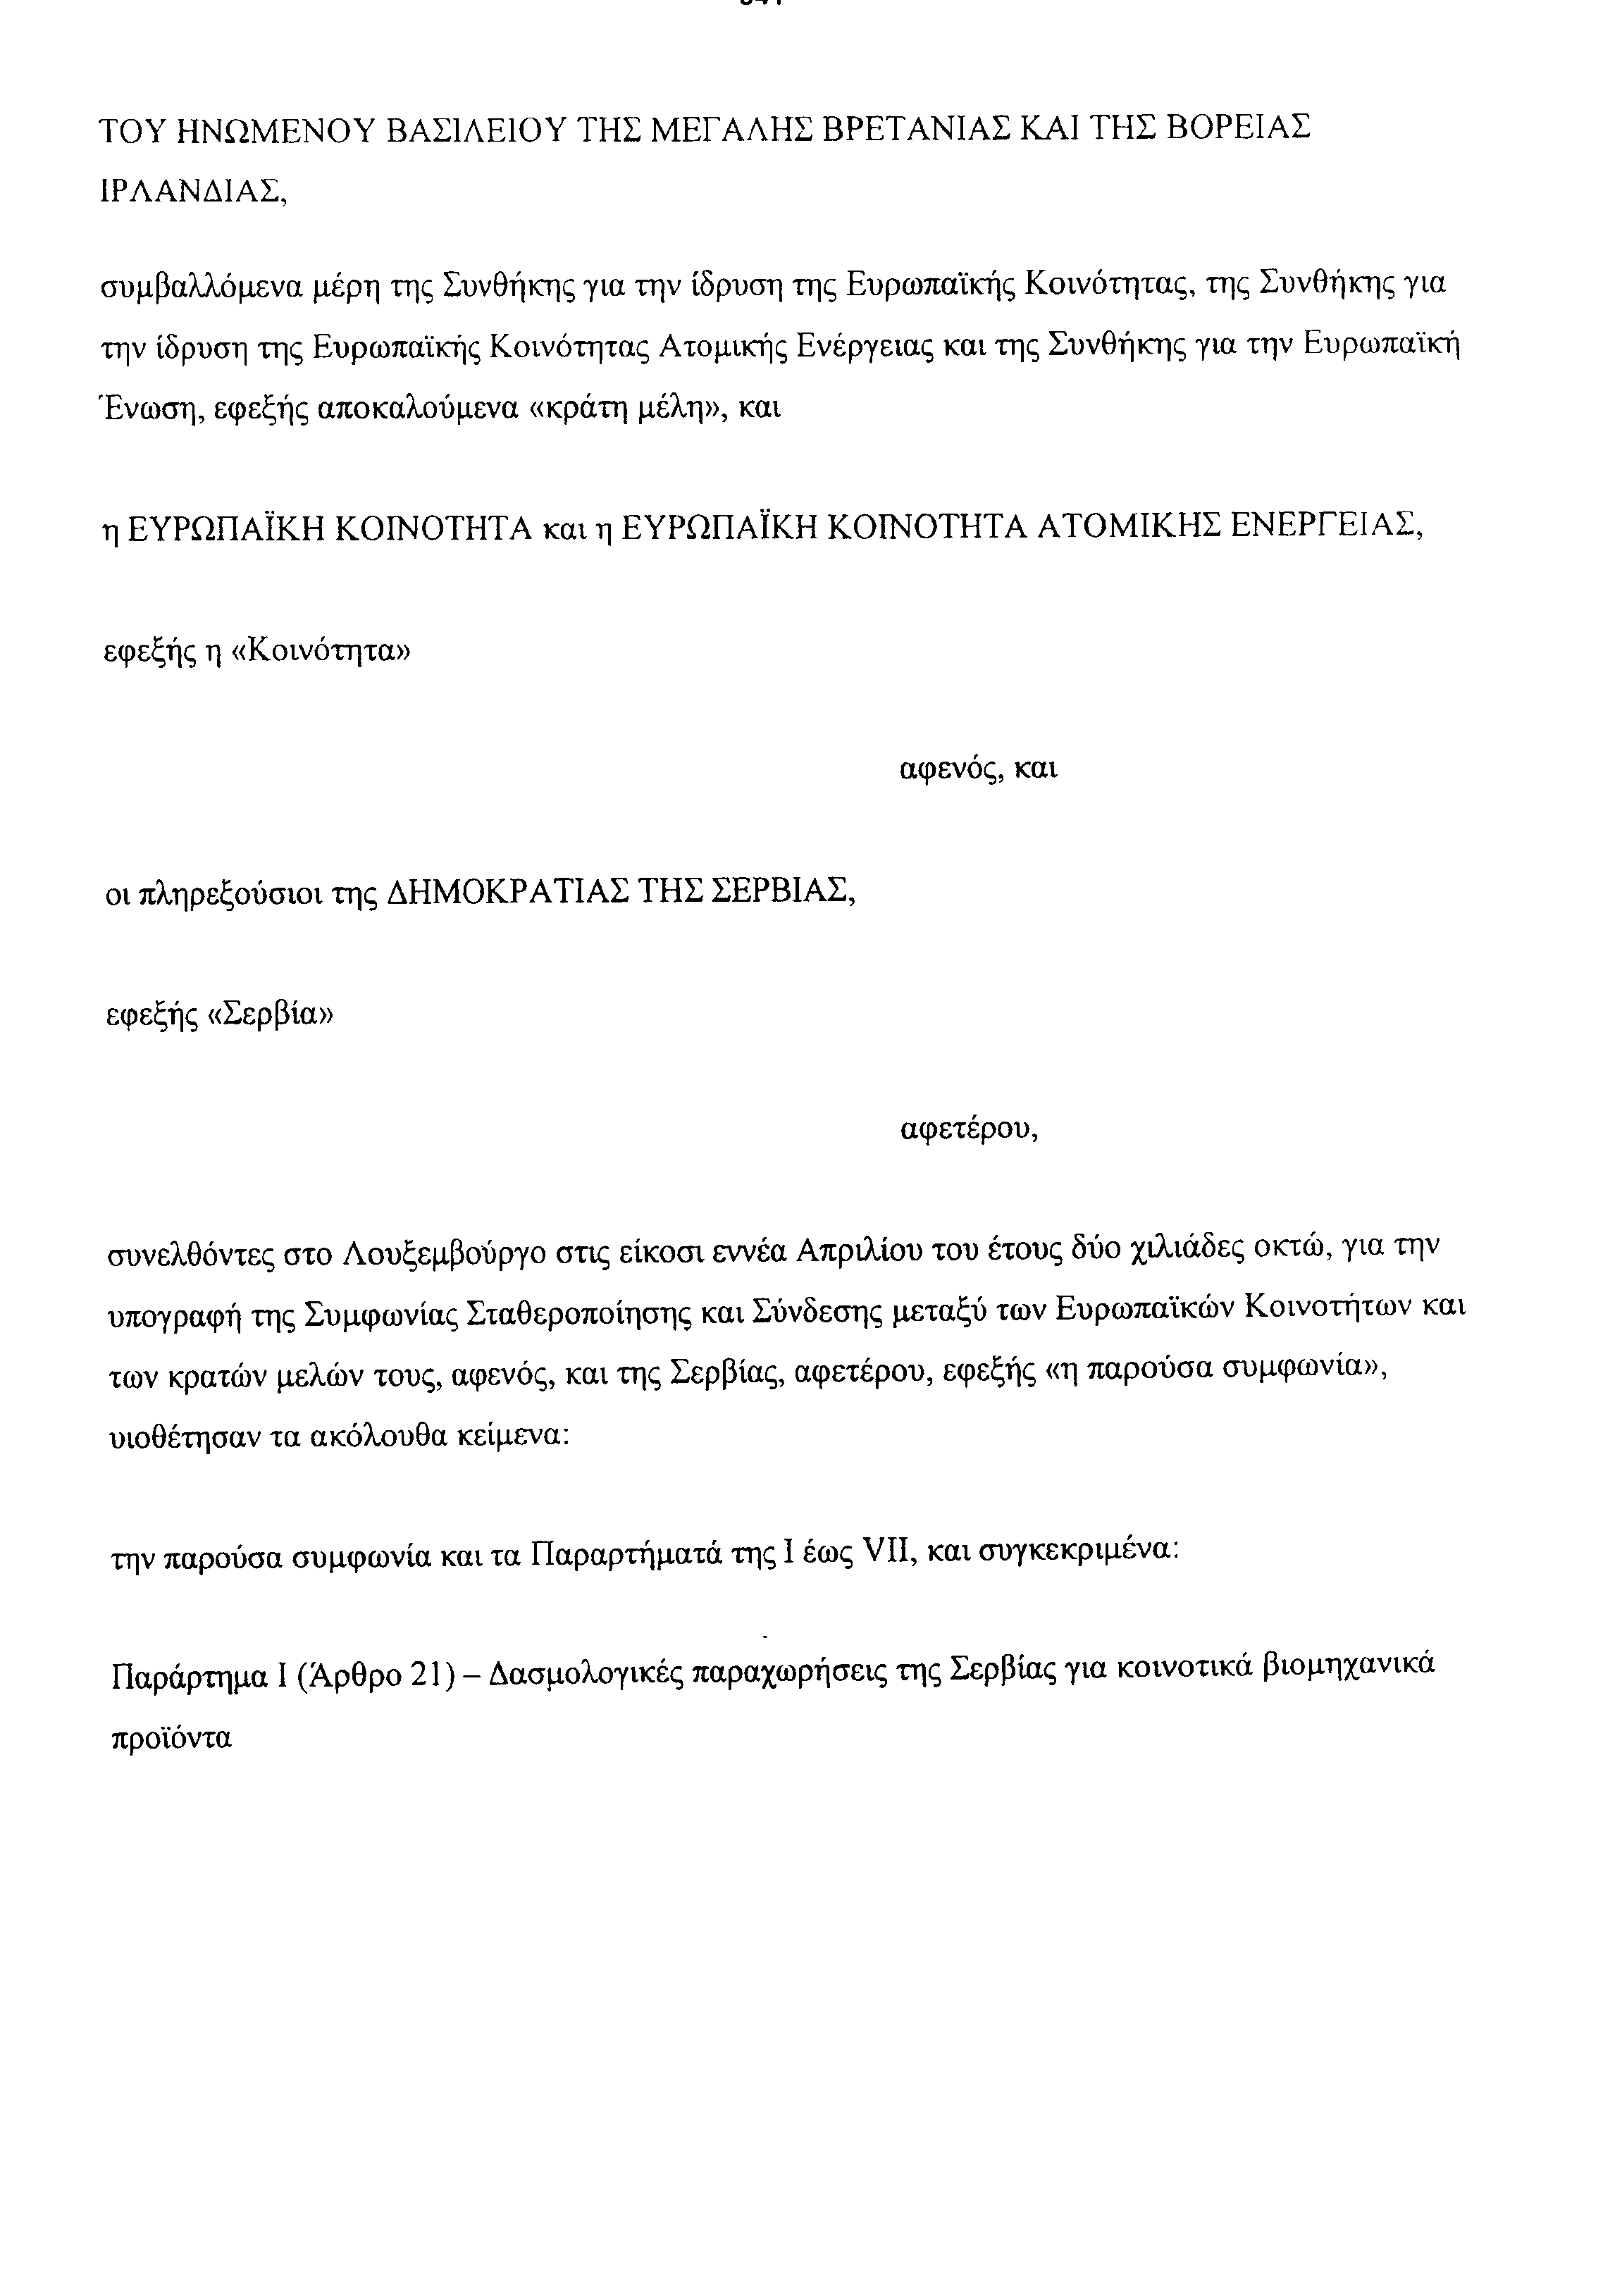 ΤΟΥ ΗΝΩΜΕΝΟΥ ΒΑΣΙΛΕΙΟΥ ΤΗΣ ΜΕΓΑΛΗΣ ΒΡΕΤΑΝΙΑΣ ΚΑΙ ΤΗΣ ΒΟΡΕΙΑΣ
ΙΡΛΑΝΔΙΑΣ,
συμβαλλόμενα μέρη της Συνθήκης για την ίδρυση της Ευρωπαϊκής Κοινότητας, της Συνθήκης για
την ίδρυση της Ευρωπαϊκής Κοινότητας Ατομικής Ενέργειας και της Συνθήκης για την Ευρωπαϊκή
Ένωση, εφεξής αποκαλούμενα «κράτη μέλη», και
η ΕΥΡΩΠΑΪΚΗ ΚΟΙΝΟΤΗΤΑ και η ΕΥΡΩΠΑΪΚΗ ΚΟΙΝΟΤΗΤΑ ΑΤΟΜΙΚΗΣ ΕΝΕΡΓΕΙΑΣ,
εφεξής η «Κοινότητα»
αφενός, και
οι πληρεξούσιοι της ΔΗΜΟΚΡΑΤΙΑΣ ΤΗΣ ΣΕΡΒΙΑΣ,
εφεξής «Σερβία»
αφετέρου,
συνελθόντες στο Λουξεμβούργο στις είκοσι εννέα Απριλίου του έτους δύο χιλιάδες οκτώ, για την
υπογραφή της Συμφωνίας Σταθεροποίησης και Σύνδεσης μεταξύ των Ευρωπαϊκών Κοινοτήτων και
των κρατών μελών τους, αφενός, και της Σερβίας, αφετέρου, εφεξής «η παρούσα συμφωνία»,
υιοθέτησαν τα ακόλουθα κείμενα:
την παρούσα συμφωνία και τα Παραρτήματά της Ι έως VII, και συγκεκριμένα:
Παράρτημα Ι (Άρθρο 21) – Δασμολογικές παραχωρήσεις της Σερβίας για κοινοτικά βιομηχανικά
προϊόντα